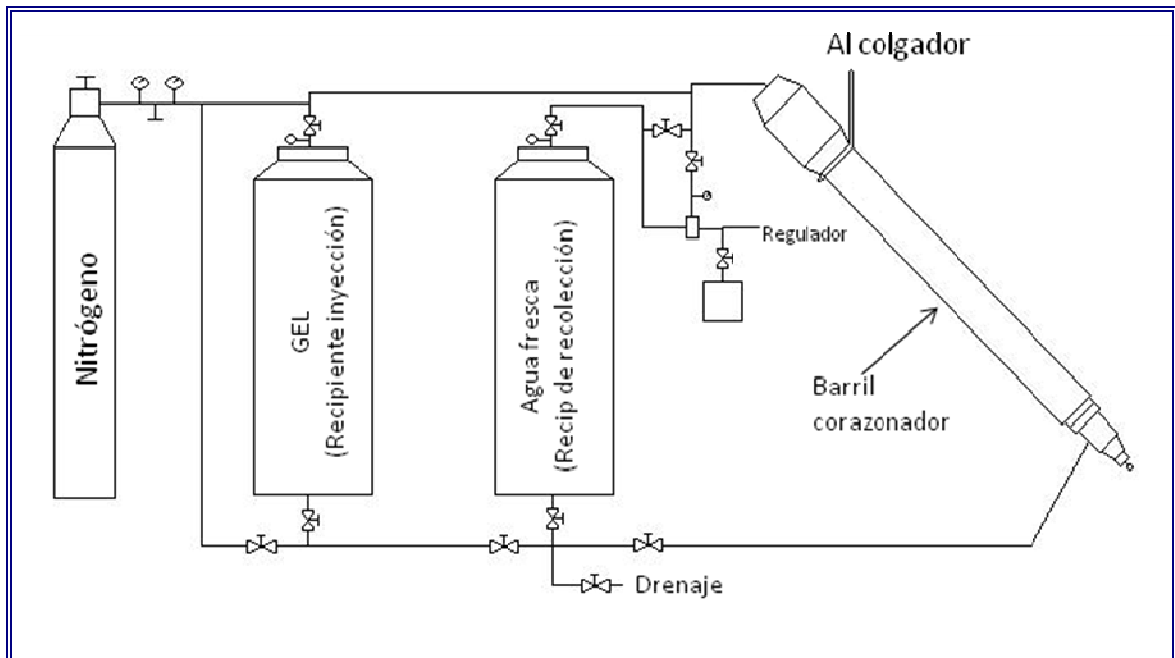 Al colgador
Nitrógeno
GEL
(Recipiente inyección)
Agua fresca
(Recip de recolección)
Regulador
Barril
corazonador
Drenaje